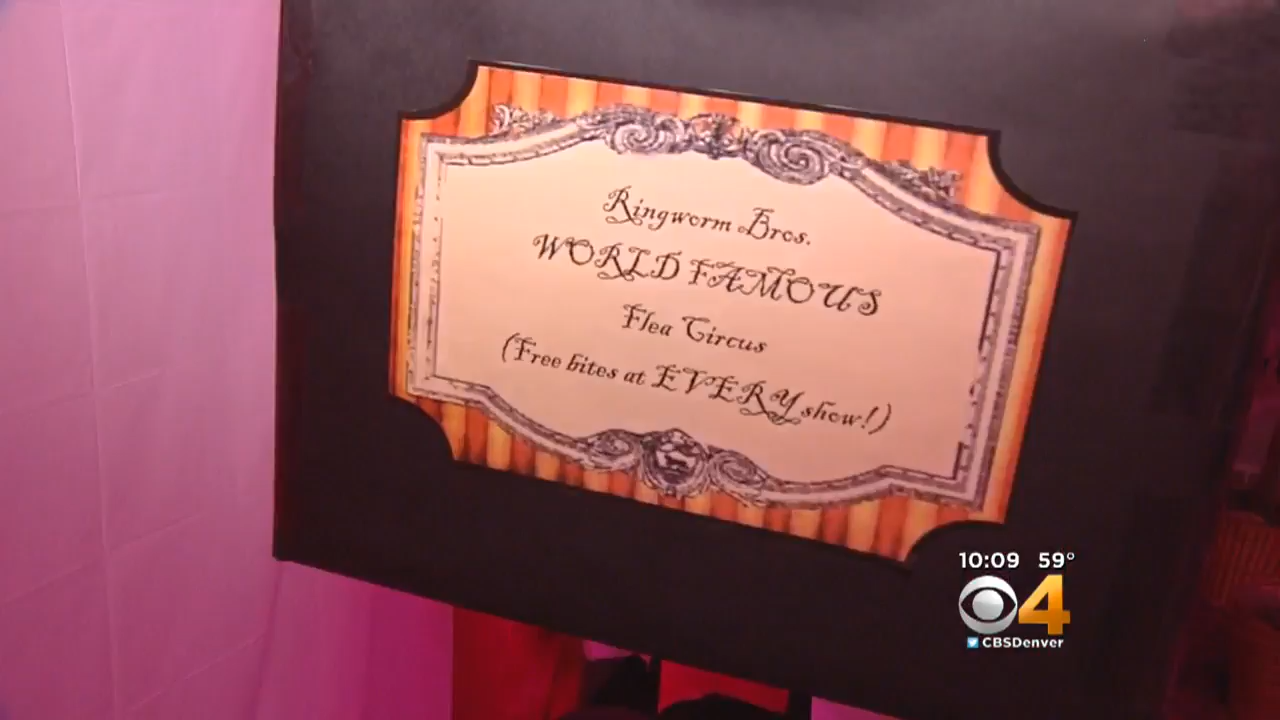 Ringworm Bros.
WORLD FAMOUS
Flea Circus
(Free bites at EVERY show!)
10:09 59°
4
CBSDenver